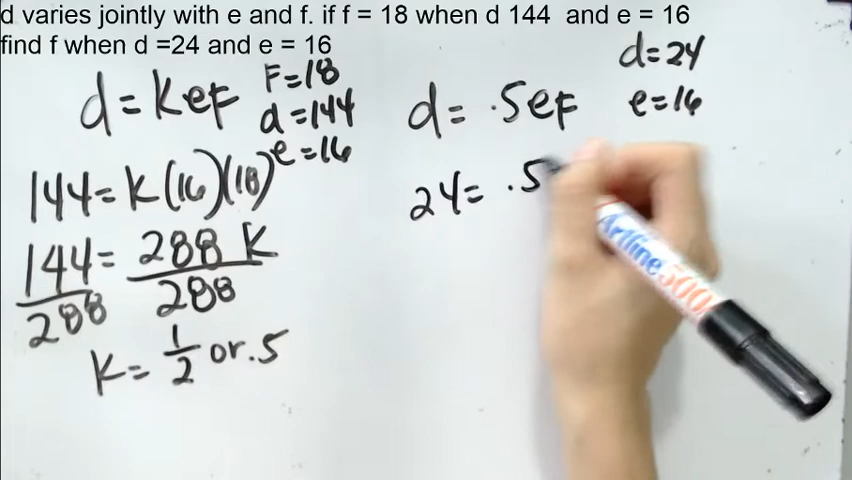 d varies jointly with e and f. if f = 18 when d 144 and e = 16
find f when d =24 and e = 16
d = kef
F=18
d=144
e=16
144= k(16)(18)
144= 288 k
288 288
k= 1/2 or .5
d= .5ef
d=24
e=16
24= .5
Artline 500